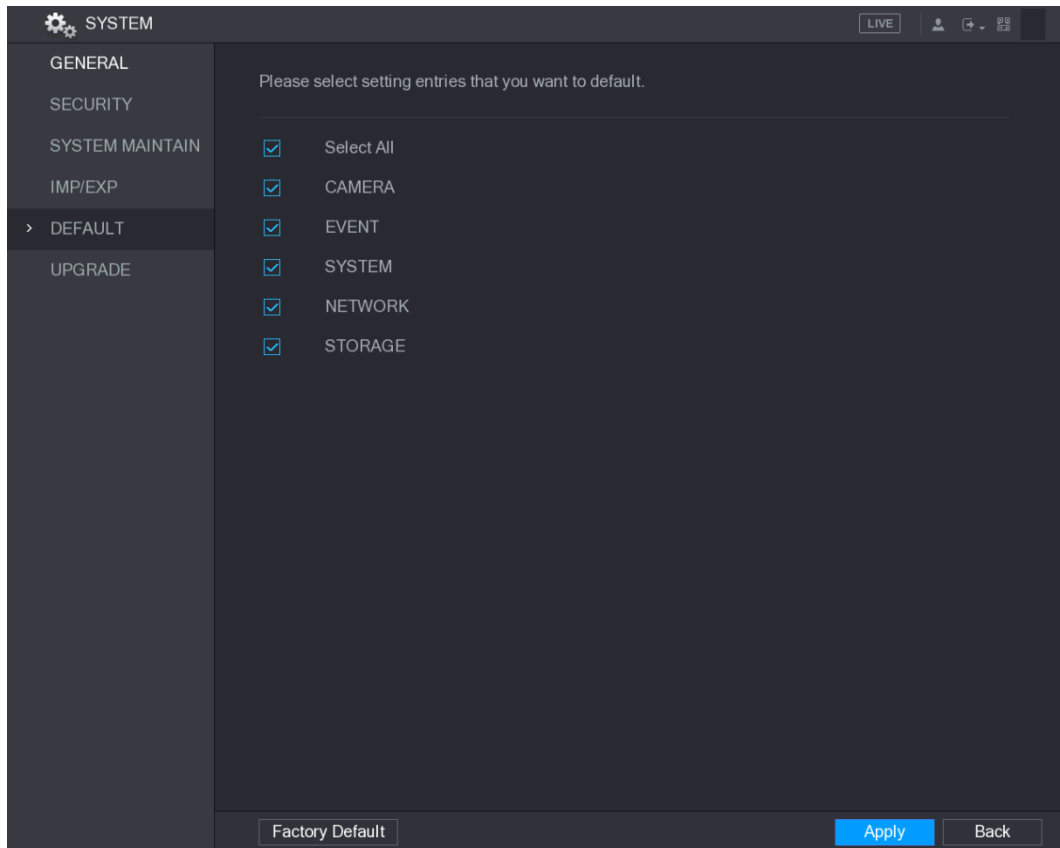 SYSTEM
LIVE
GENERAL
SECURITY
SYSTEM MAINTAIN
IMP/EXP
DEFAULT
UPGRADE
Please select setting entries that you want to default.
Select All
CAMERA
EVENT
SYSTEM
NETWORK
STORAGE
Factory Default
Apply
Back